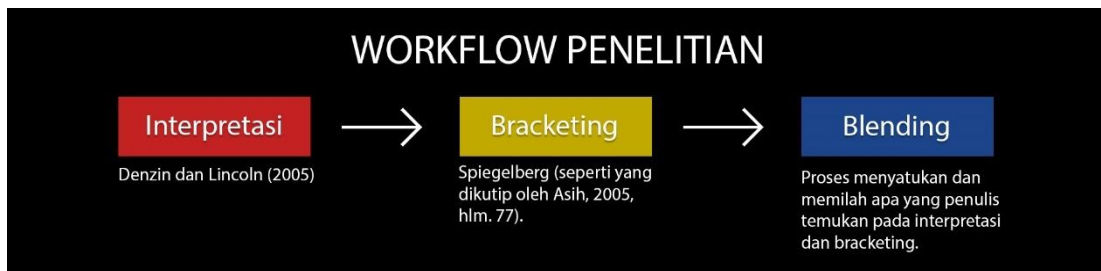 WORKFLOW PENELITIAN
Interpretasi
Denzin dan Lincoln (2005)
Bracketing
Spiegelberg (seperti yang
dikutip oleh Asih, 2005,
hlm. 77).
Blending
Proses menyatukan dan
memilah apa yang penulis
temukan pada interpretasi
dan bracketing.